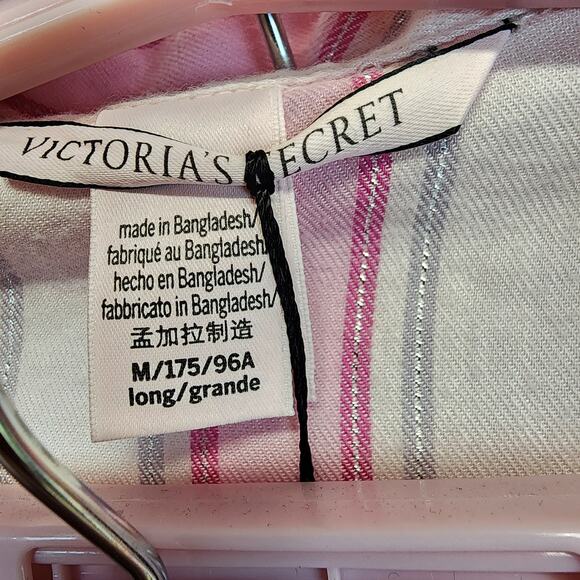 VICTORIA'S SECRET
made in Bangladesh/
fabriqué au Bangladesh/
hecho en Bangladesh/
fabbricato in Bangladesh/
孟加拉制造
M/175/96A
long/grande